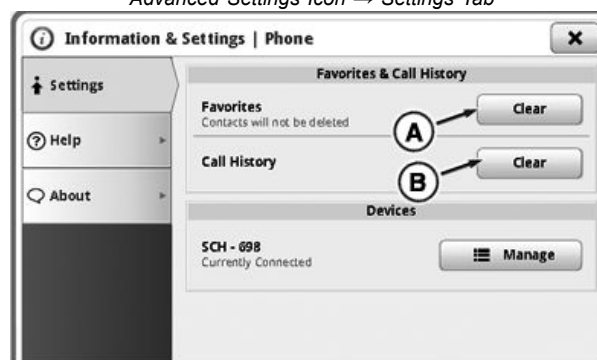 Advanced Settings Icon → Settings Tab
i Information & Settings | Phone
Settings
? Help
About
Favorites & Call History
Favorites
Contacts will not be deleted
Clear
A
Call History
Clear
B
Devices
SCH - 698
Currently Connected
Manage